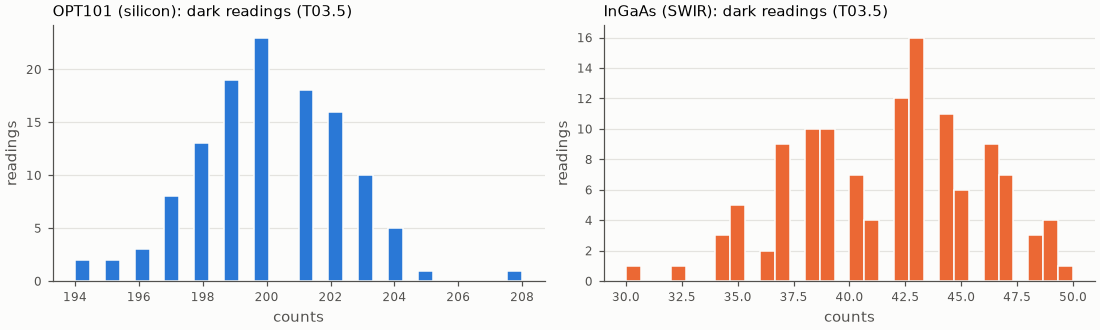 OPT101 (silicon): dark readings (T03.5)
readings
20
15
10
5
0
194 196 198 200 202 204 206 208
counts
InGaAs (SWIR): dark readings (T03.5)
readings
16
14
12
10
8
6
4
2
0
30.0 32.5 35.0 37.5 40.0 42.5 45.0 47.5 50.0
counts